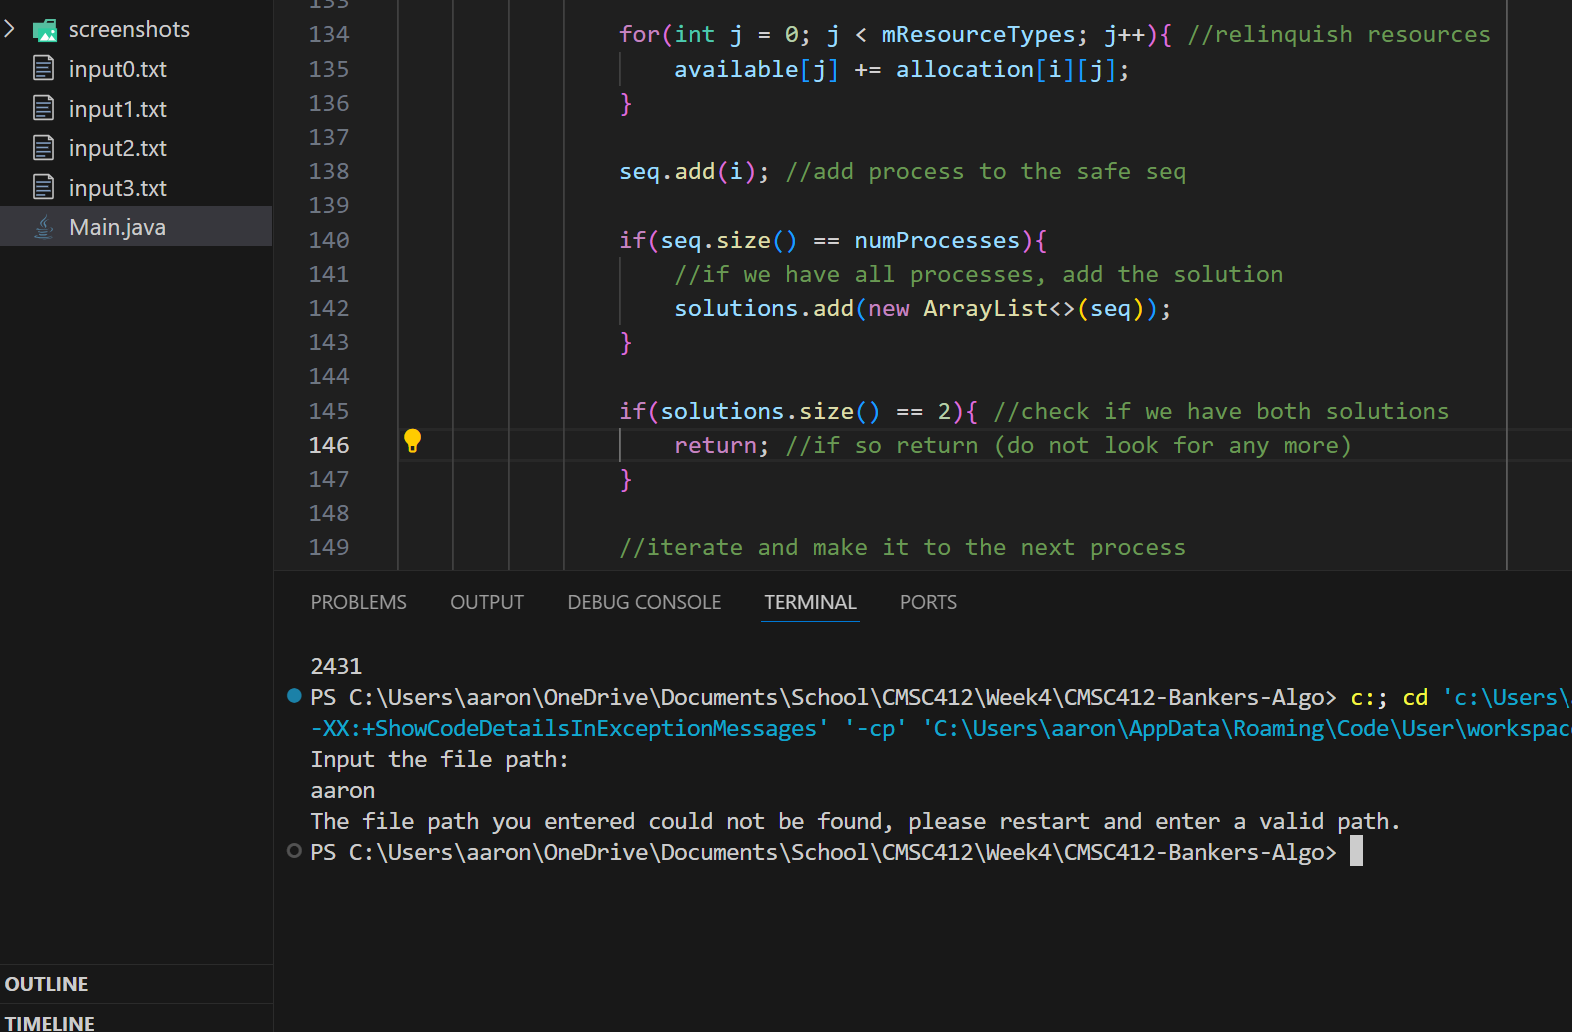 screenshots
input0.txt
input1.txt
input2.txt
input3.txt
Main.java
OUTLINE
TIMELINE
133
134 for(int j = 0; j < mResourceTypes; j++){ //relinquish resources
135 available[j] += allocation[i][j];
136 }
137
138 seq.add(i); //add process to the safe seq
139
140 if(seq.size() == numProcesses){
141 //if we have all processes, add the solution
142 solutions.add(new ArrayList<>(seq));
143 }
144
145 if(solutions.size() == 2){ //check if we have both solutions
146 return; //if so return (do not look for any more)
147 }
148
149 //iterate and make it to the next process
PROBLEMS OUTPUT DEBUG CONSOLE TERMINAL PORTS
2431
PS C:\Users\aaron\OneDrive\Documents\School\CMSC412\Week4\CMSC412-Bankers-Algo> c:; cd 'c:\Users\
-XX:+ShowCodeDetailsInExceptionMessages' '-cp' 'C:\Users\aaron\AppData\Roaming\Code\User\workspac
Input the file path:
aaron
The file path you entered could not be found, please restart and enter a valid path.
PS C:\Users\aaron\OneDrive\Documents\School\CMSC412\Week4\CMSC412-Bankers-Algo>